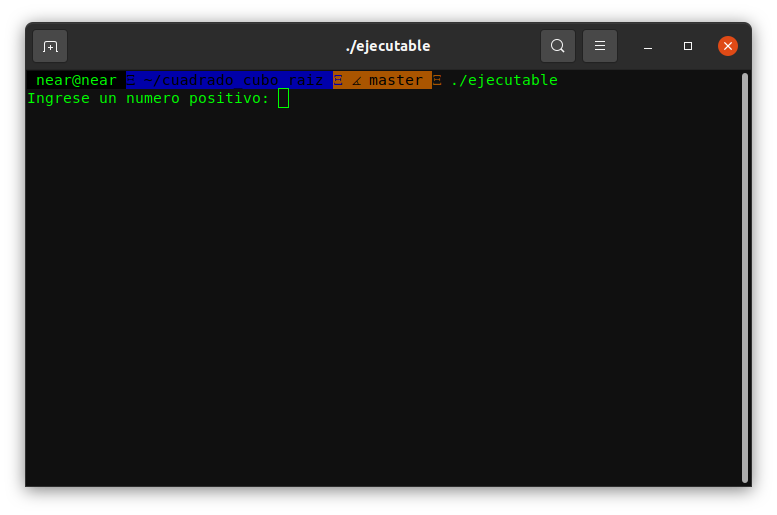 ./ejecutable
near@near ~/cuadrado_cubo_raiz master ./ejecutable
Ingrese un numero positivo: